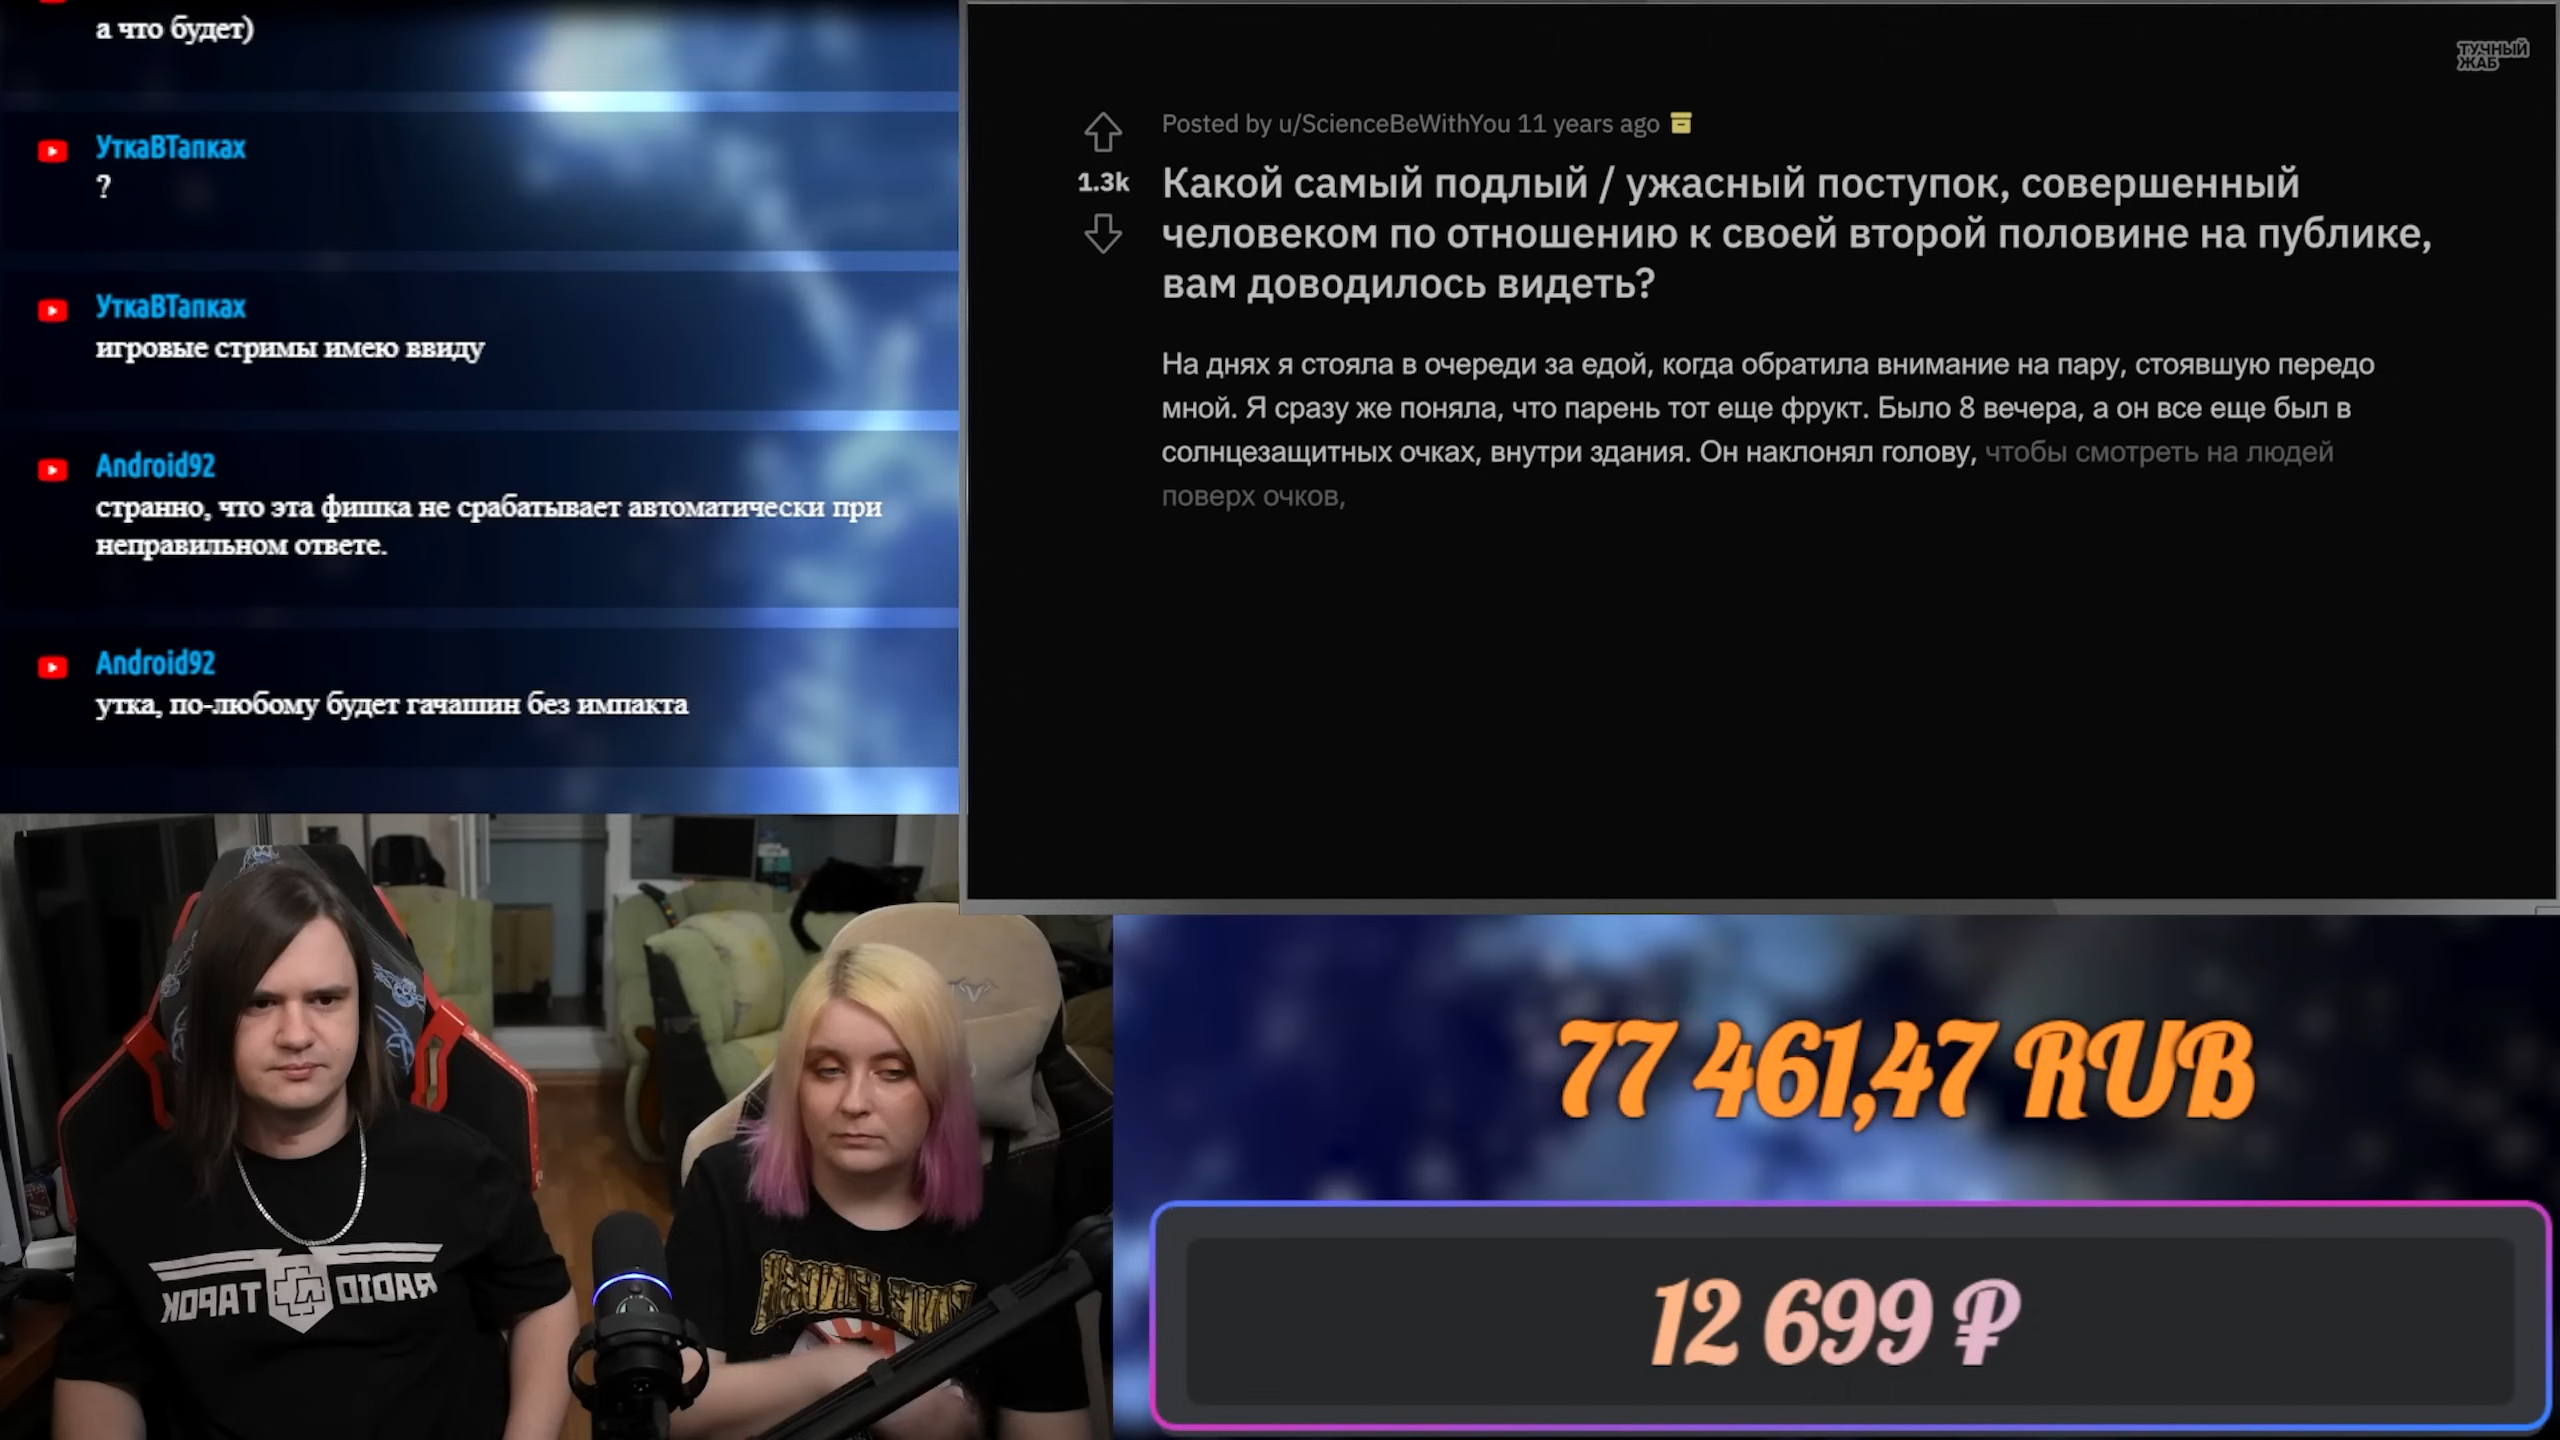 а что будет)
УткаВТапках
?
УткаВТапках
игровые стримы имею ввиду
Android92
странно, что эта фишка не срабатывает автоматически при
неправильном ответе.
Android92
утка, по-любому будет гачашин без импакта
ТУЧНЫЙ
ЖАБ
Posted by u/ScienceBeWithYou 11 years ago
1.3k
Какой самый подлый / ужасный поступок, совершенный
человеком по отношению к своей второй половине на публике,
вам доводилось видеть?
На днях я стояла в очереди за едой, когда обратила внимание на пару, стоявшую передо
мной. Я сразу же поняла, что парень тот еще фрукт. Было 8 вечера, а он все еще был в
солнцезащитных очках, внутри здания. Он наклонял голову, чтобы смотреть на людей
поверх очков,
RADIO TAPOK
FIVE FINGER
77 461,47 RUB
12 699 ₽